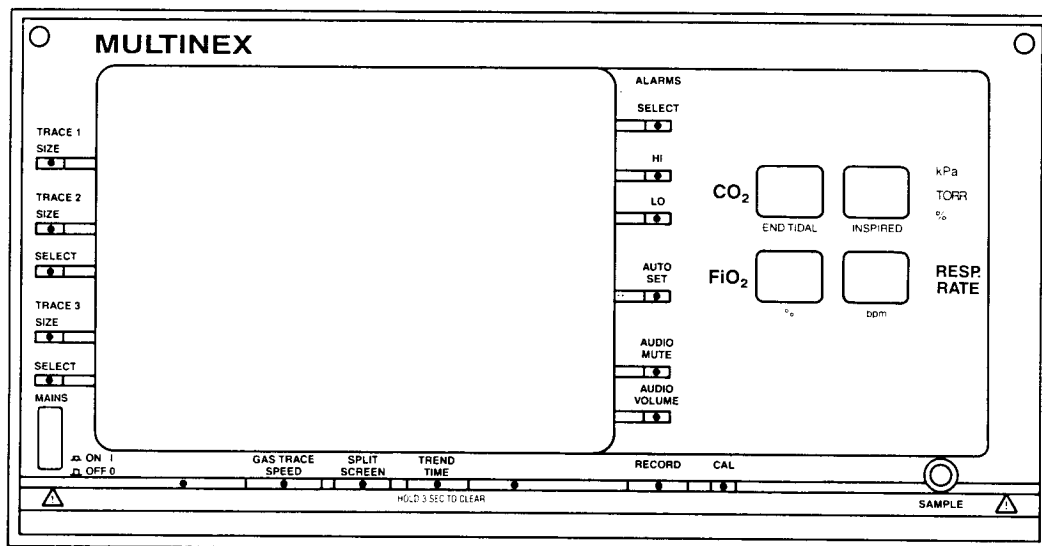 MULTINEX
TRACE 1
SIZE
TRACE 2
SIZE
SELECT
TRACE 3
SIZE
SELECT
MAINS
ON I
OFF 0
ALARMS
SELECT
HI
LO
AUTO
SET
AUDIO
MUTE
AUDIO
VOLUME
CO₂
END TIDAL
INSPIRED
kPa
TORR
%
FiO₂
%
bpm
RESP.
RATE
GAS TRACE
SPEED
SPLIT
SCREEN
TREND
TIME
HOLD 3 SEC TO CLEAR
RECORD
CAL
SAMPLE